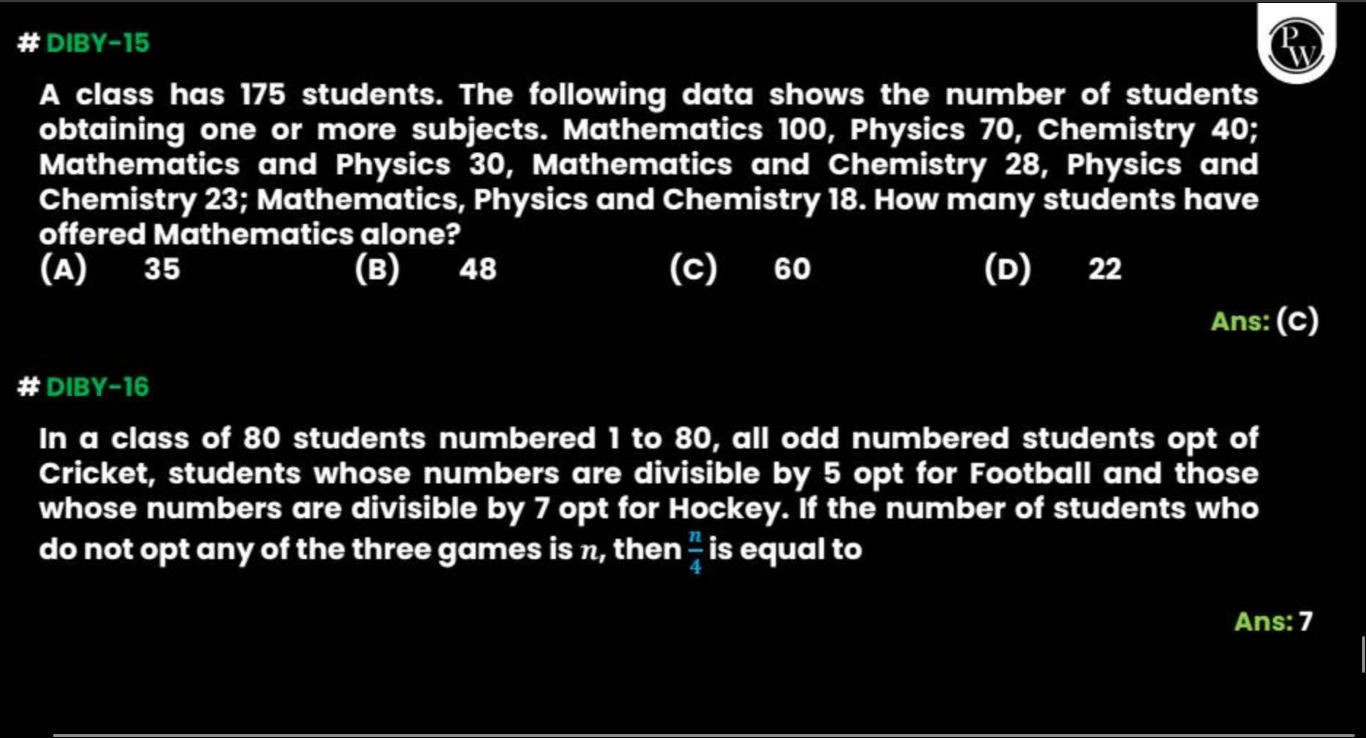 # DIBY-15
PW
A class has 175 students. The following data shows the number of students
obtaining one or more subjects. Mathematics 100, Physics 70, Chemistry 40;
Mathematics and Physics 30, Mathematics and Chemistry 28, Physics and
Chemistry 23; Mathematics, Physics and Chemistry 18. How many students have
offered Mathematics alone?
(A) 35 (B) 48 (C) 60 (D) 22
Ans: (C)
# DIBY-16
In a class of 80 students numbered 1 to 80, all odd numbered students opt of
Cricket, students whose numbers are divisible by 5 opt for Football and those
whose numbers are divisible by 7 opt for Hockey. If the number of students who
do not opt any of the three games is n, then n/4 is equal to
Ans: 7